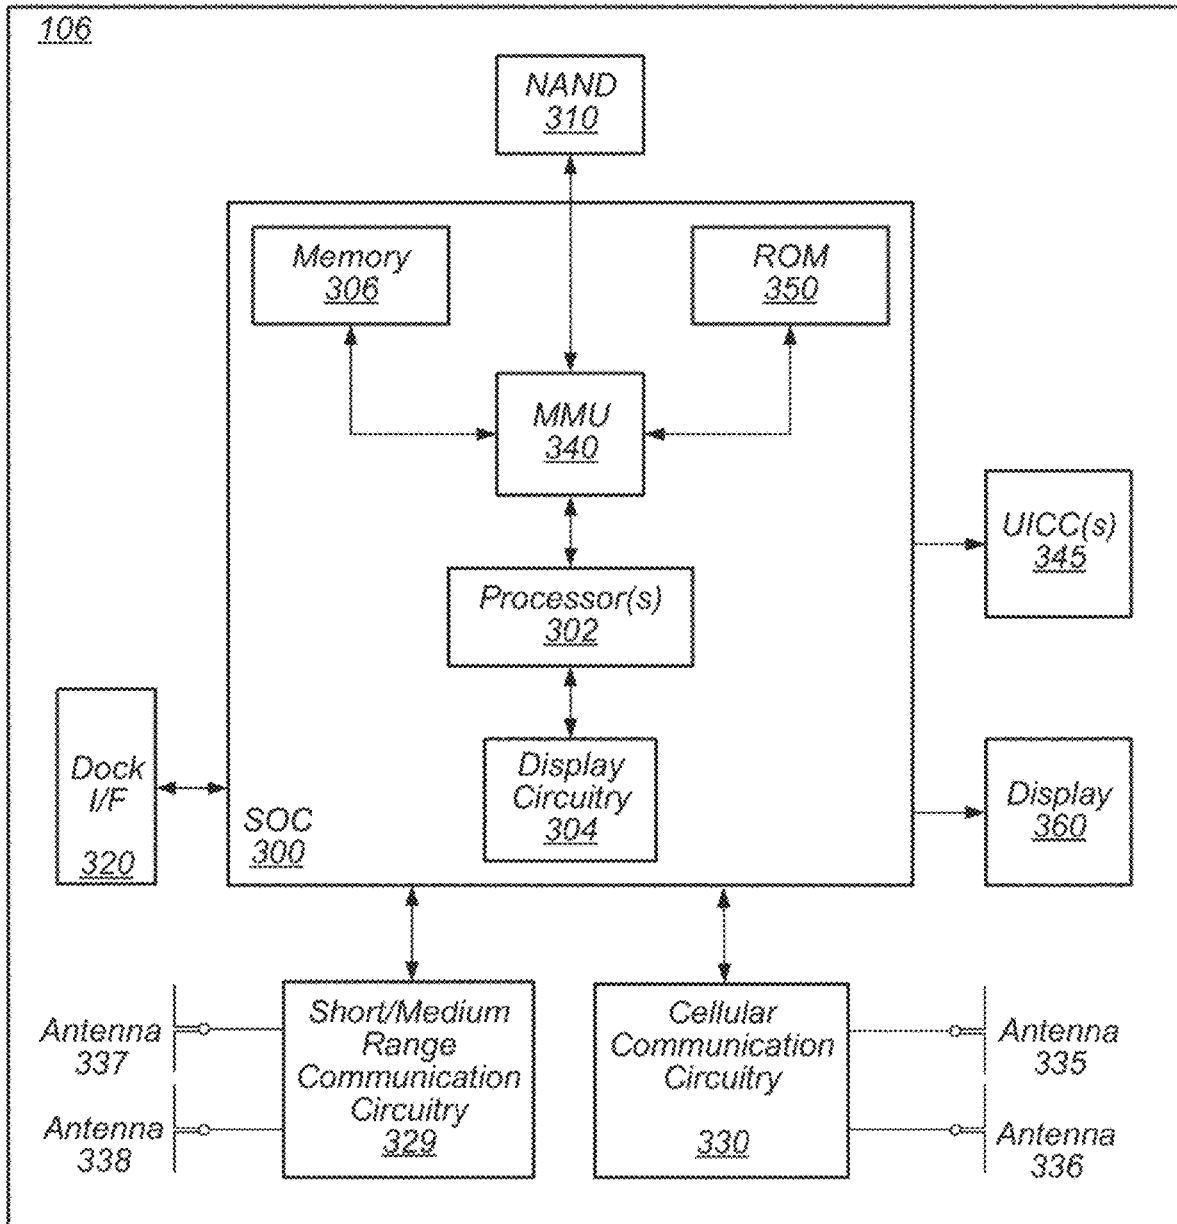 106
NAND
310
Memory
306
ROM
350
MMU
340
UICC(s)
345
Processor(s)
302
Dock
I/F
320
Display
Circuitry
304
Display
360
SOC
300
Short/Medium
Range
Communication
Circuitry
329
Cellular
Communication
Circuitry
330
Antenna
337
Antenna
338
Antenna
335
Antenna
336